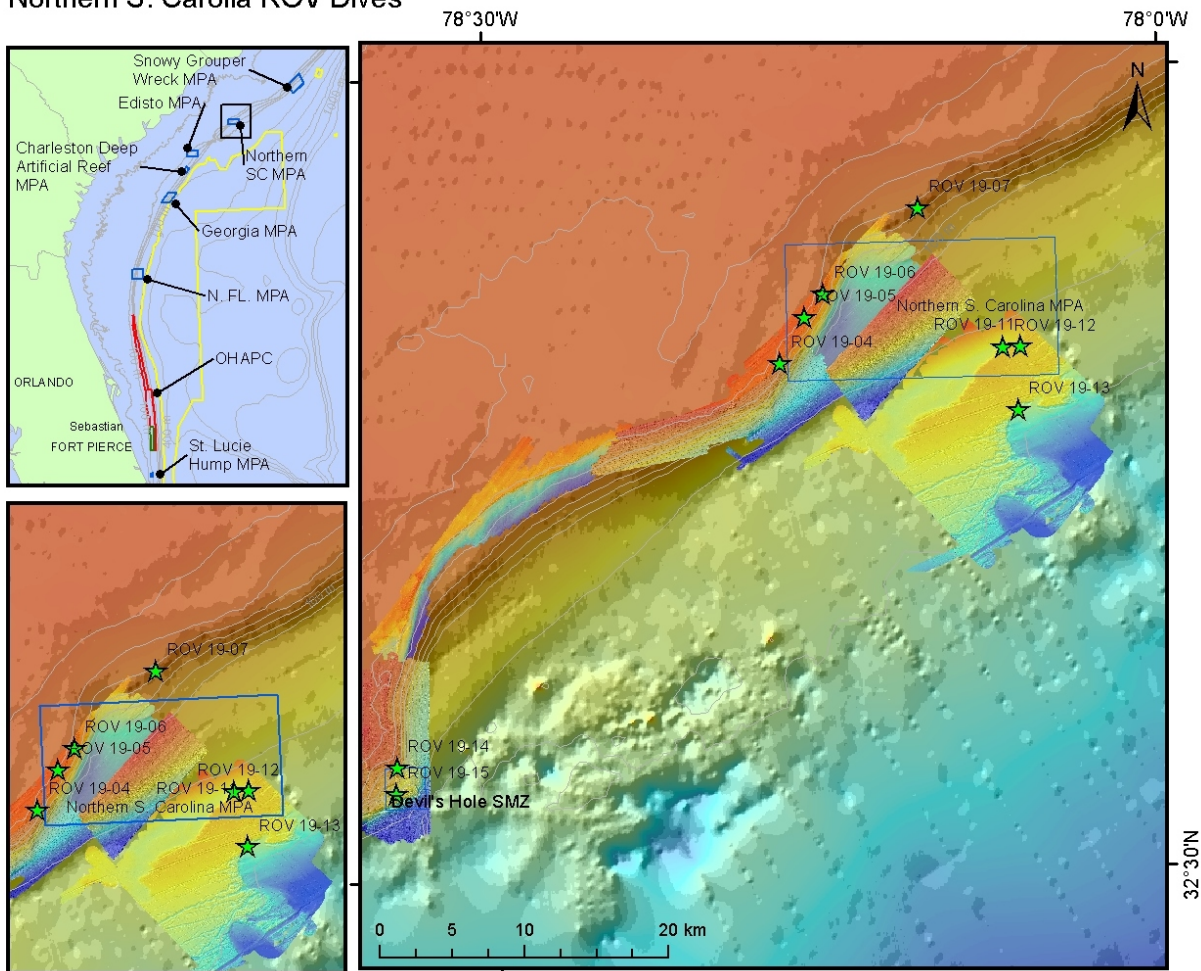 Northern S. Carolia ROV Dives
78°30'W
78°0'W
Snowy Grouper
Wreck MPA
Edisto MPA
Charleston Deep
Artificial Reef
MPA
Northern
SC MPA
Georgia MPA
N. FL. MPA
OHAPC
ORLANDO
Sebastian
FORT PIERCE
St. Lucie
Hump MPA
N
ROV 19-07
ROV 19-06
OV 19-05
Northern S. Carolina MPA
ROV 19-11
ROV 19-12
ROV 19-04
ROV 19-13
ROV 19-14
ROV 19-15
Devil's Hole SMZ
0 5 10 20 km
32°30'N
ROV 19-07
ROV 19-06
OV 19-05
ROV 19-12
ROV 19-04
ROV 19-1
Northern S. Carolina MPA
ROV 19-13